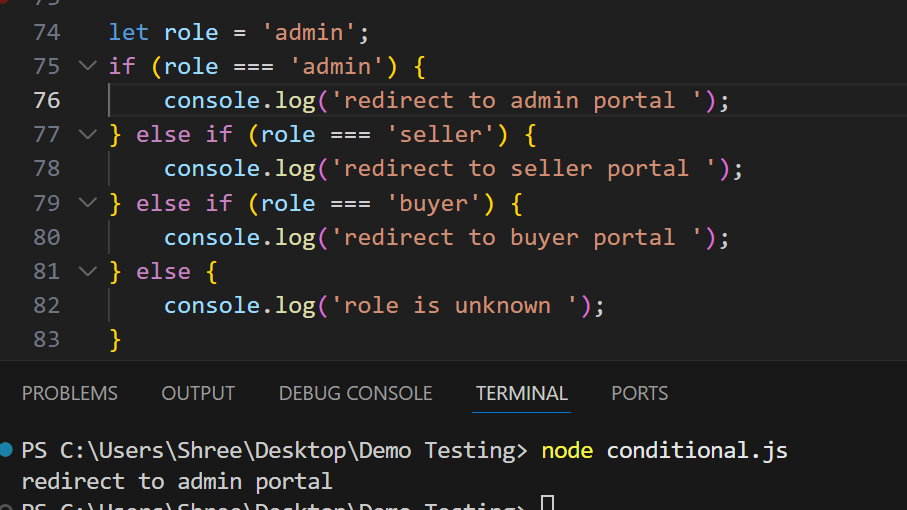 73
74 let role = 'admin';
75 if (role === 'admin') {
76 console.log('redirect to admin portal ');
77 } else if (role === 'seller') {
78 console.log('redirect to seller portal ');
79 } else if (role === 'buyer') {
80 console.log('redirect to buyer portal ');
81 } else {
82 console.log('role is unknown ');
83 }
PROBLEMS OUTPUT DEBUG CONSOLE TERMINAL PORTS
PS C:\Users\Shree\Desktop\Demo Testing> node conditional.js
redirect to admin portal
PS C:\Users\Shree\Desktop\Demo Testing>